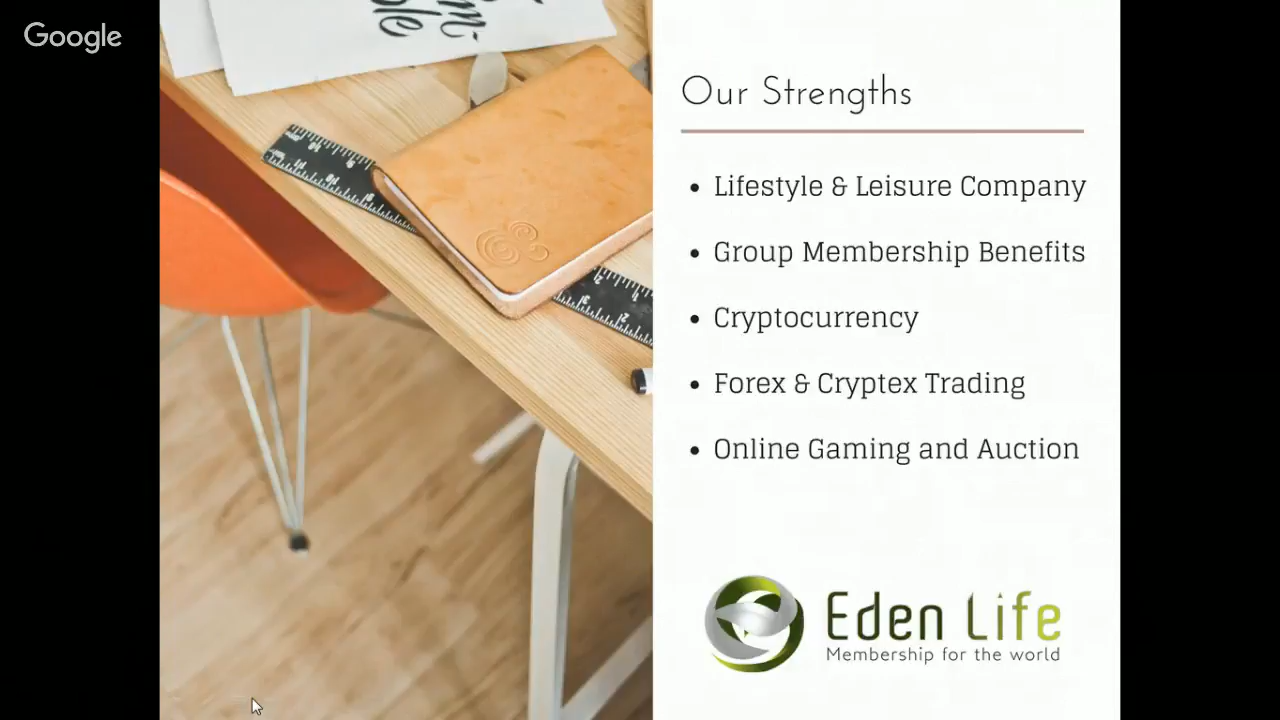 Google
Our Strengths
• Lifestyle & Leisure Company
• Group Membership Benefits
• Cryptocurrency
• Forex & Cryptex Trading
• Online Gaming and Auction
Eden Life
Membership for the world